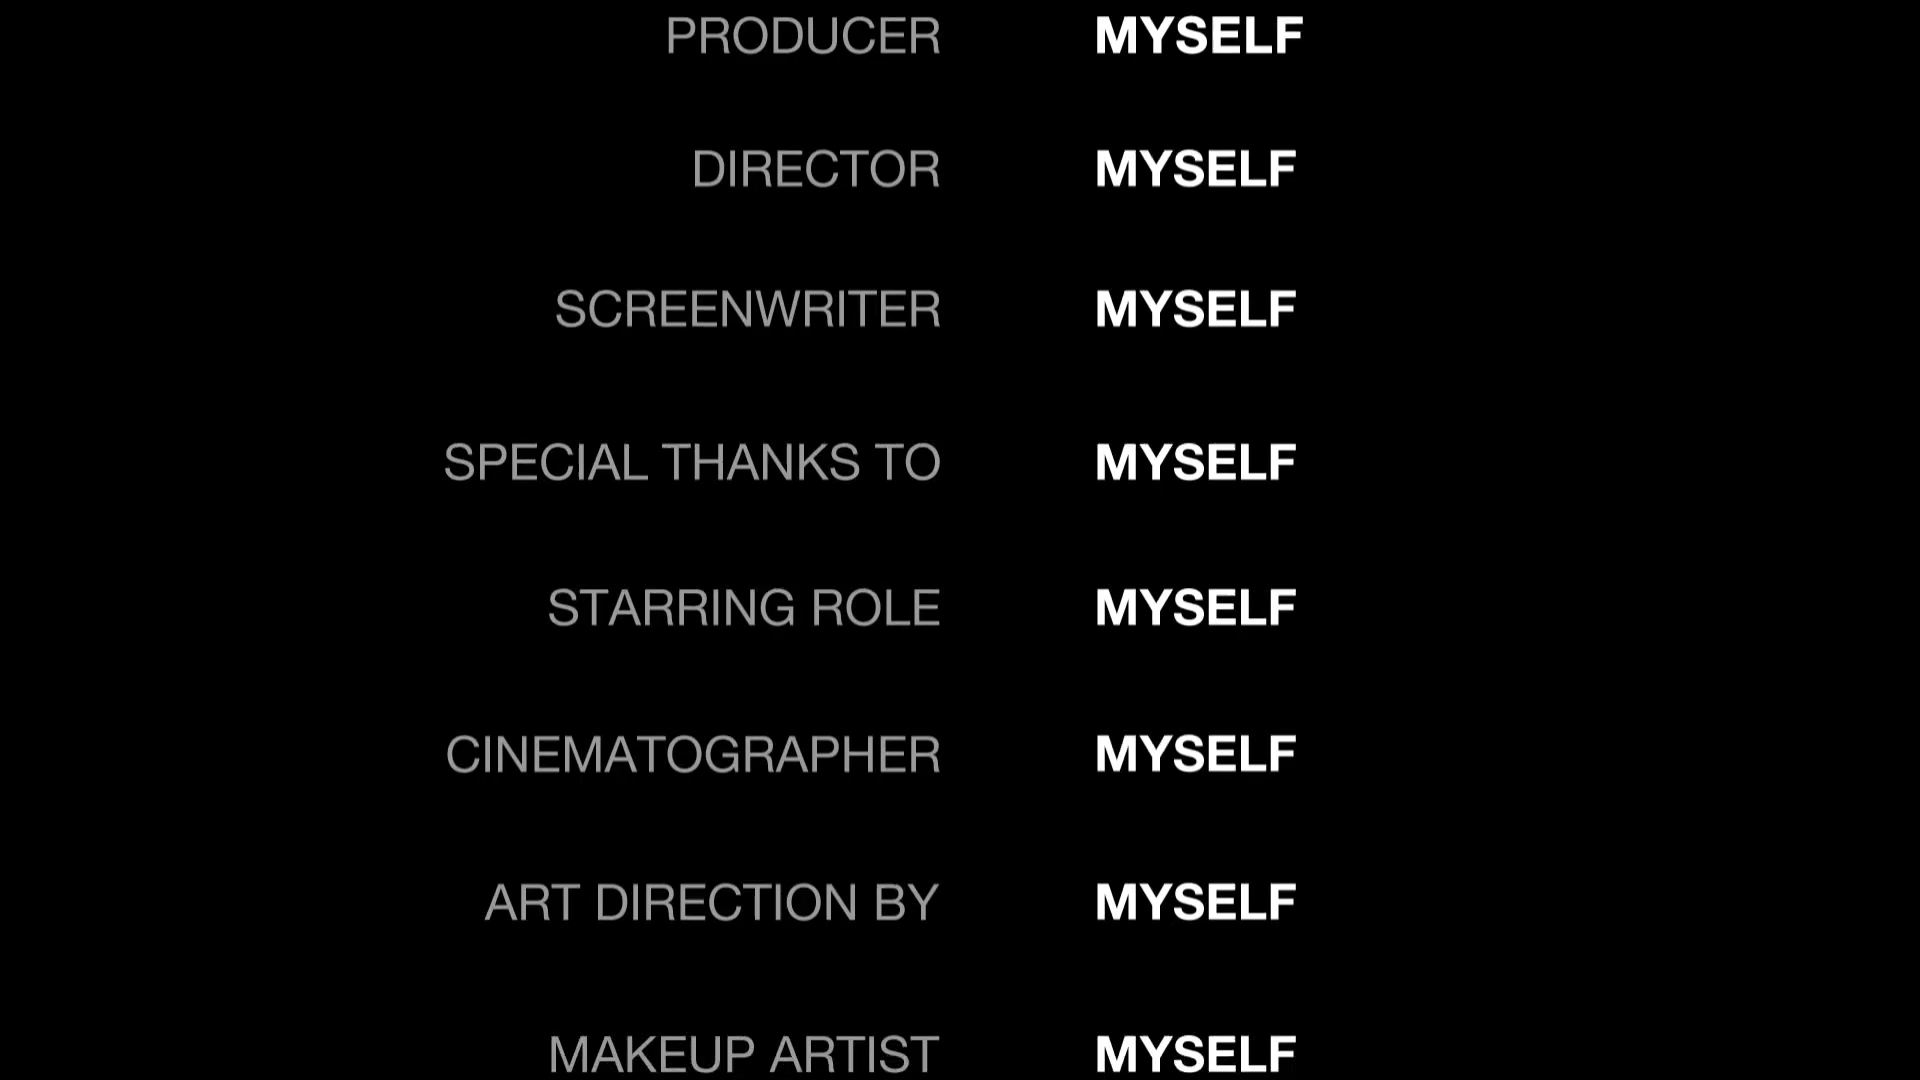 PRODUCER MYSELF
DIRECTOR MYSELF
SCREENWRITER MYSELF
SPECIAL THANKS TO MYSELF
STARRING ROLE MYSELF
CINEMATOGRAPHER MYSELF
ART DIRECTION BY MYSELF
MAKEUP ARTIST MYSELF